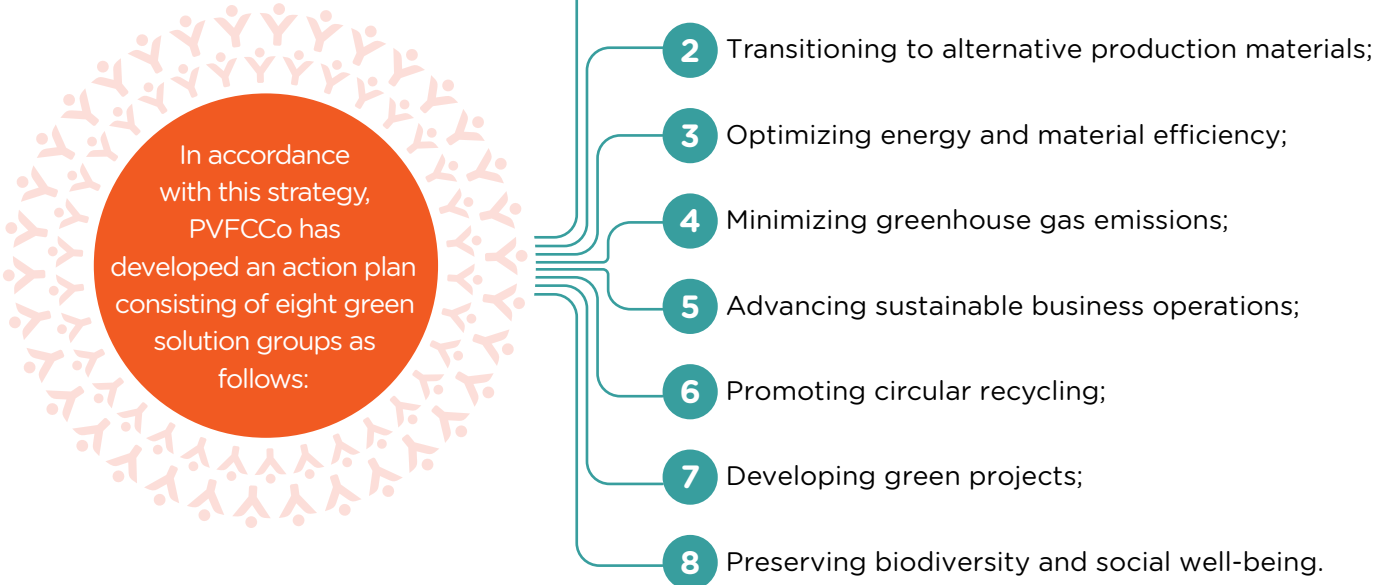 In accordance
with this strategy,
PVFCCo has
developed an action plan
consisting of eight green
solution groups as
follows:
2 Transitioning to alternative production materials;
3 Optimizing energy and material efficiency;
4 Minimizing greenhouse gas emissions;
5 Advancing sustainable business operations;
6 Promoting circular recycling;
7 Developing green projects;
8 Preserving biodiversity and social well-being.